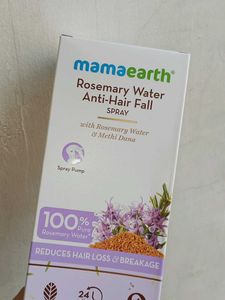 mamaearth®
Rosemary Water
Anti-Hair Fall
SPRAY
with Rosemary Water
& Methi Dana
Spray Pump
100% Pure
Rosemary Water*
REDUCES HAIR LOSS & BREAKAGE
24